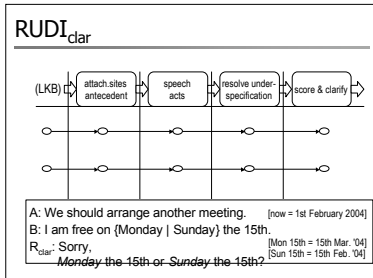 RUDIclar
(LKB)
attach.sites
antecedent
speech
acts
resolve under-
specification
score & clarify
A: We should arrange another meeting. [now = 1st February 2004]
B: I am free on {Monday | Sunday} the 15th.
Rclar: Sorry, [Mon 15th = 15th Mar. '04]
Monday the 15th or Sunday the 15th? [Sun 15th = 15th Feb. '04]